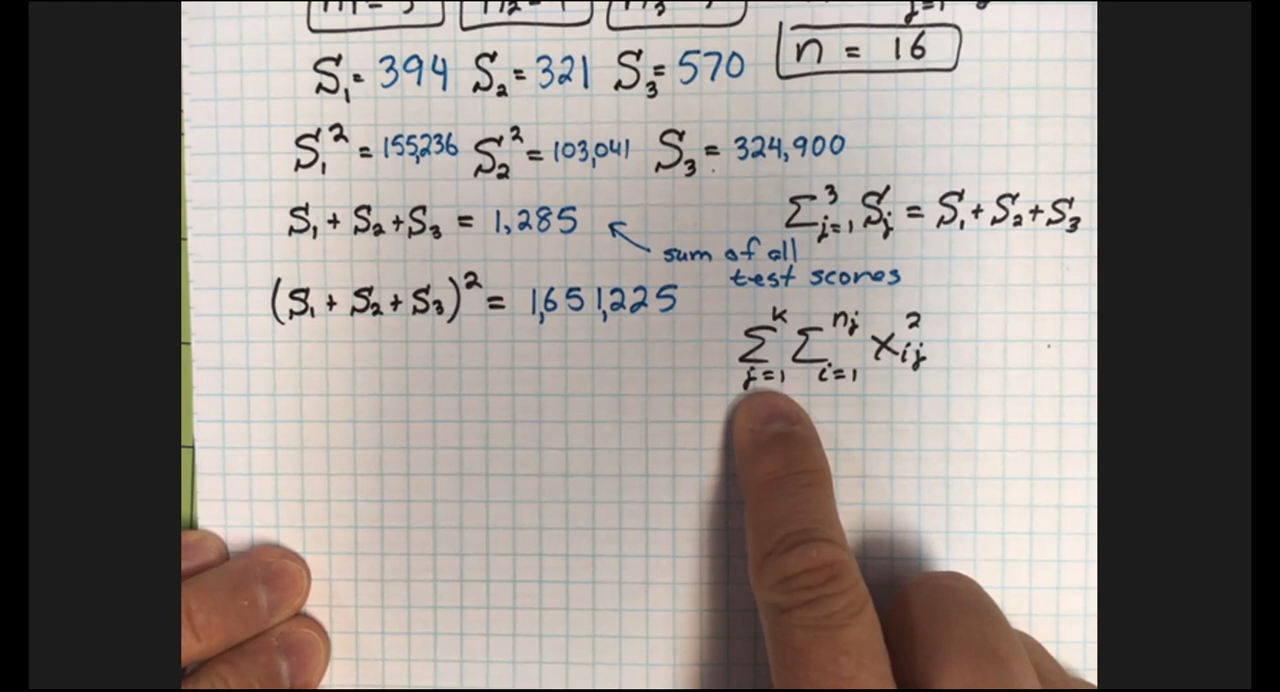 n = 16
S₁ = 394 S₂ = 321 S₃ = 570
S₁² = 155,236 S₂² = 103,041 S₃ = 324,900
Σ³ⱼ₌₁ Sⱼ = S₁ + S₂ + S₃
S₁ + S₂ + S₃ = 1,285
sum of all
test scores
(S₁ + S₂ + S₃)² = 1,651,225
Σᵏⱼ₌₁ Σⁿʲᵢ₌₁ xᵢⱼ²